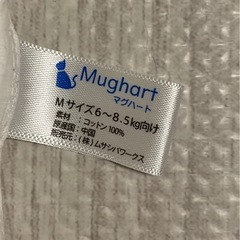 Mughart
マグハート
Mサイズ6～8.5kg向け
素材 ：コットン100%
原産国：中国
販売元：(株)ムサシパワークス